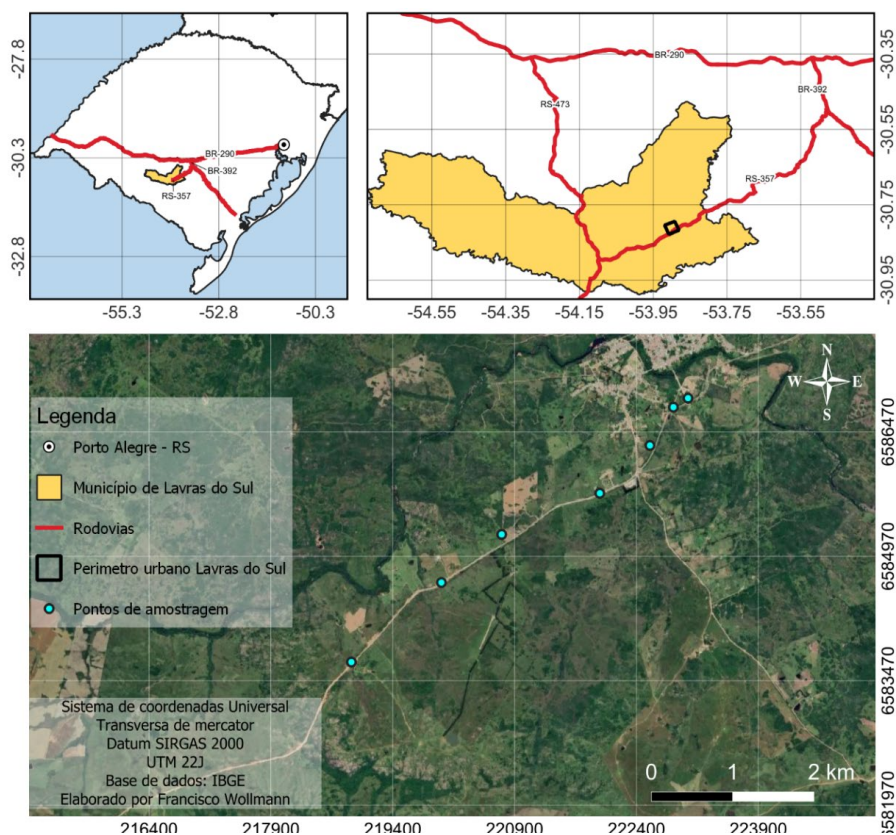 -27.8
-30.3
-32.8
BR-290
BR-392
RS-357
-55.3
-52.8
-50.3
BR-290
RS-473
BR-392
RS-357
-30.35
-30.55
-30.75
-30.95
-54.55
-54.35
-54.15
-53.95
-53.75
-53.55
N
W
E
S
Legenda
Porto Alegre - RS
Município de Lavras do Sul
Rodovias
Perimetro urbano Lavras do Sul
Pontos de amostragem
Sistema de coordenadas Universal
Transversa de mercator
Datum SIRGAS 2000
UTM 22J
Base de dados: IBGE
Elaborado por Francisco Wollmann
0
1
2 km
6586470
6584970
6583470
6581970
216400
217900
219400
220900
222400
223900